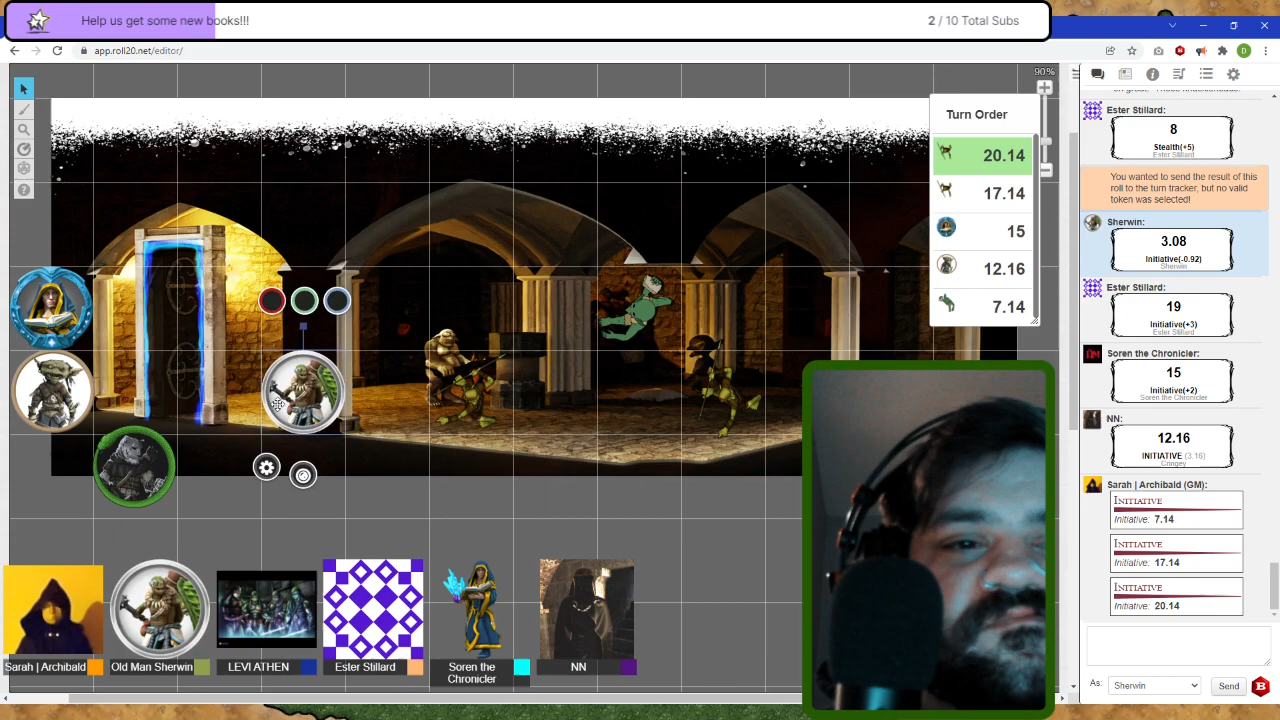 Help us get some new books!!!
2 / 10 Total Subs
app.roll20.net/editor/
90%
Turn Order
20.14
17.14
15
12.16
7.14
Ester Stillard:
8
Stealth(+5)
Ester Stillard
You wanted to send the result of this
roll to the turn tracker, but no valid
token was selected!
Sherwin:
3.08
Initiative(-0.92)
Sherwin
Ester Stillard:
19
Initiative(+3)
Ester Stillard
Soren the Chronicler:
15
Initiative(+2)
Soren the Chronicler
NN:
12.16
INITIATIVE (3.16)
Cringey
Sarah | Archibald (GM):
INITIATIVE
Initiative: 7.14
INITIATIVE
Initiative: 17.14
INITIATIVE
Initiative: 20.14
Sarah | Archibald
Old Man Sherwin
LEVI ATHEN
Ester Stillard
Soren the
Chronicler
NN
As:
Sherwin
Send